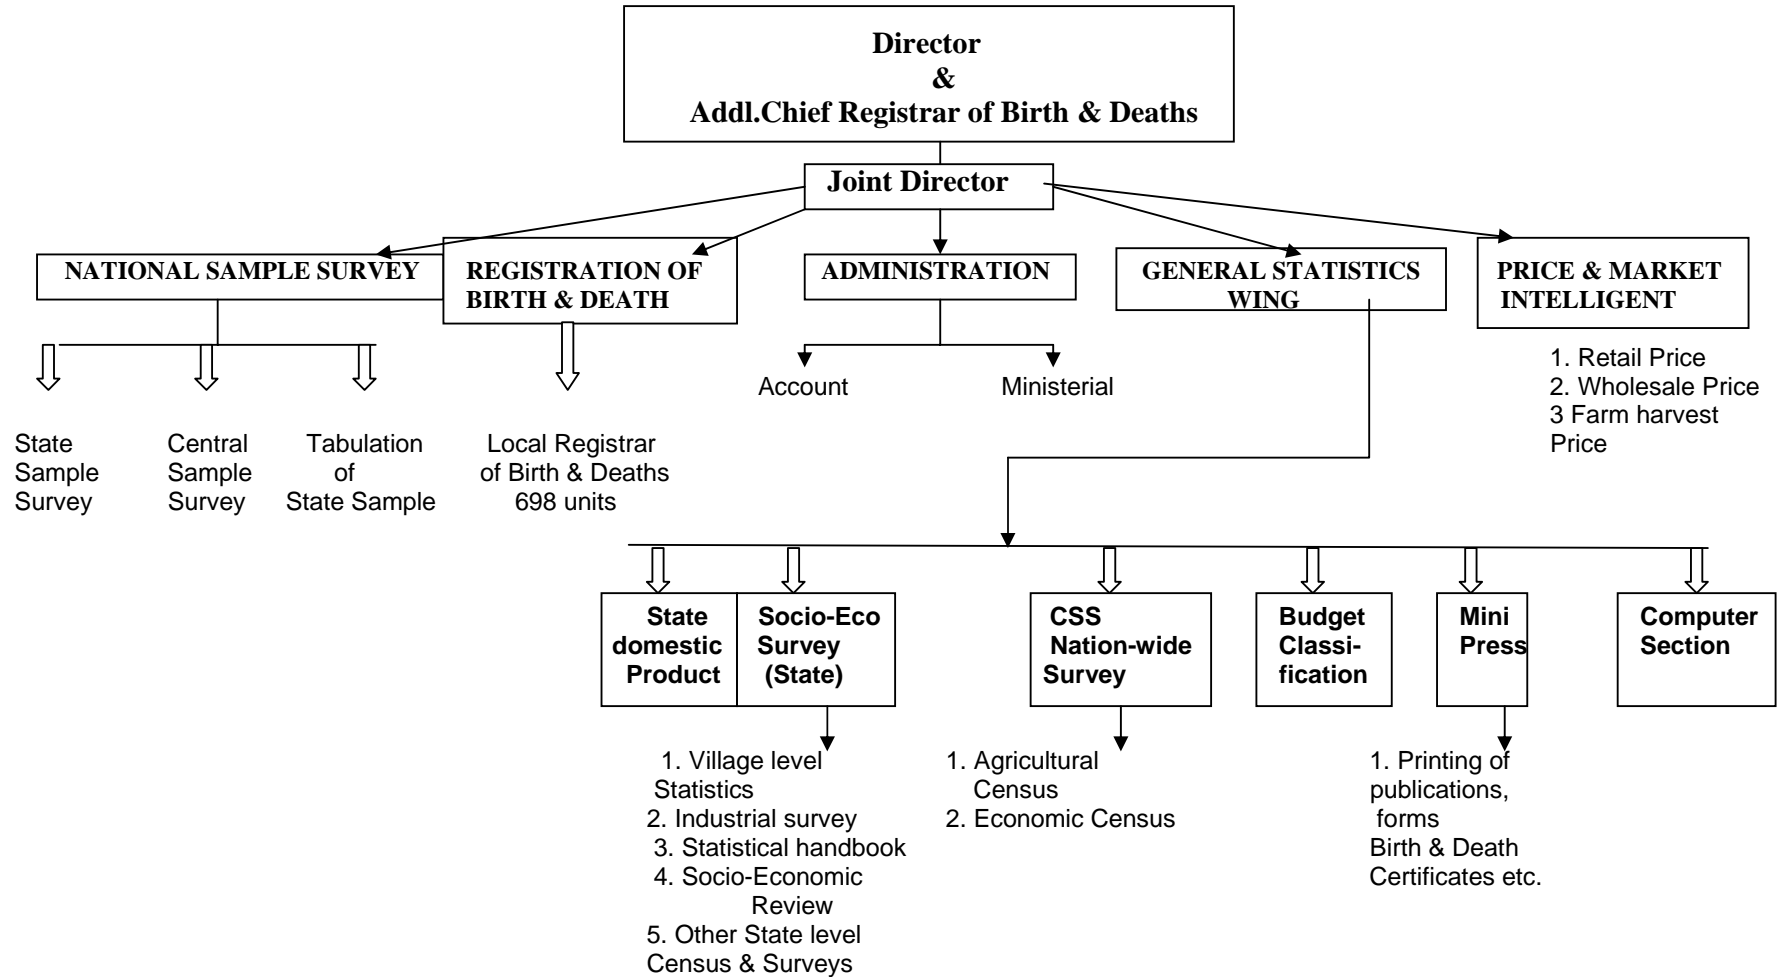 Director
&
Addl.Chief Registrar of Birth & Deaths
Joint Director
NATIONAL SAMPLE SURVEY
REGISTRATION OF
BIRTH & DEATH
ADMINISTRATION
GENERAL STATISTICS
WING
PRICE & MARKET
INTELLIGENT
1. Retail Price
2. Wholesale Price
3 Farm harvest
Price
Account
Ministerial
State
Sample
Survey
Central
Sample
Survey
Tabulation
of
State Sample
Local Registrar
of Birth & Deaths
698 units
State
domestic
Product
Socio-Eco
Survey
(State)
CSS
Nation-wide
Survey
Budget
Classi-
fication
Mini
Press
Computer
Section
1. Village level
Statistics
2. Industrial survey
3. Statistical handbook
4. Socio-Economic
Review
5. Other State level
Census & Surveys
1. Agricultural
Census
2. Economic Census
1. Printing of
publications,
forms
Birth & Death
Certificates etc.